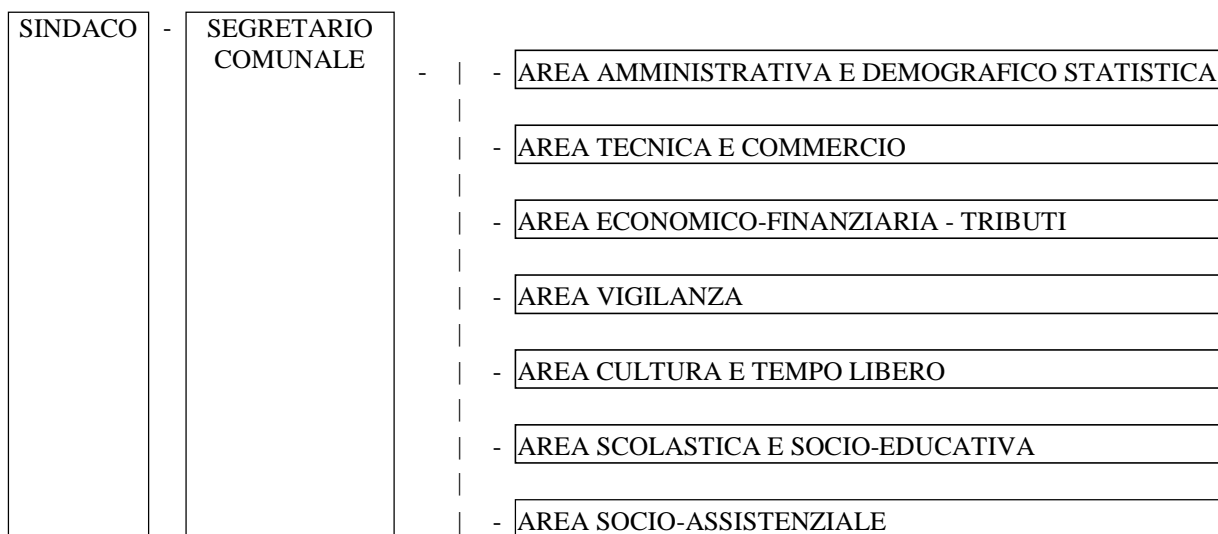 SINDACO - SEGRETARIO
COMUNALE
- | - AREA AMMINISTRATIVA E DEMOGRAFICO STATISTICA
|
| - AREA TECNICA E COMMERCIO
|
| - AREA ECONOMICO-FINANZIARIA - TRIBUTI
|
| - AREA VIGILANZA
|
| - AREA CULTURA E TEMPO LIBERO
|
| - AREA SCOLASTICA E SOCIO-EDUCATIVA
|
| - AREA SOCIO-ASSISTENZIALE